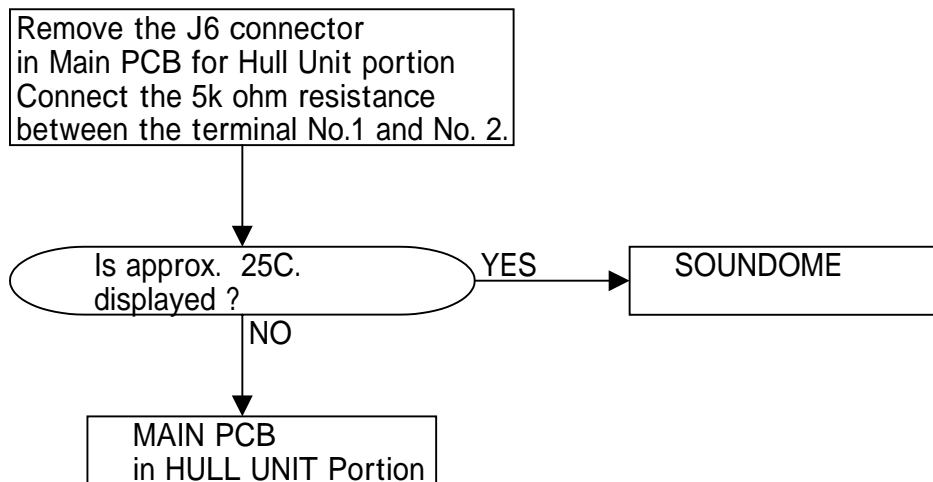 Remove the J6 connector
in Main PCB for Hull Unit portion
Connect the 5k ohm resistance
between the terminal No.1 and No. 2.
Is approx. 25C.
displayed ?
YES
SOUNDOME
NO
MAIN PCB
in HULL UNIT Portion